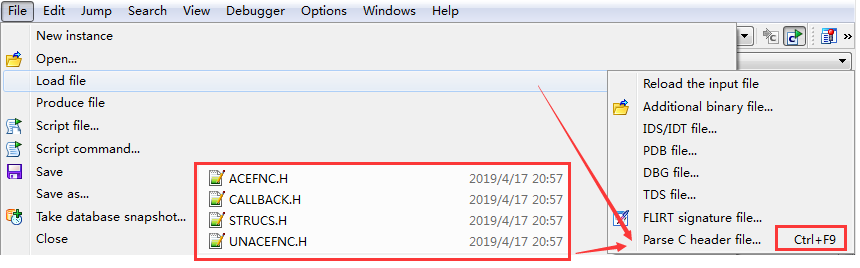 File Edit Jump Search View Debugger Options Windows Help
New instance
Open...
Load file
Produce file
Script file...
Script command...
Save
Save as...
Take database snapshot...
Close
ACEFNC.H 2019/4/17 20:57
CALLBACK.H 2019/4/17 20:57
STRUCS.H 2019/4/17 20:57
UNACEFNC.H 2019/4/17 20:57
Reload the input file
Additional binary file...
IDS/IDT file...
PDB file...
DBG file...
TDS file...
FLIRT signature file...
Parse C header file... Ctrl+F9